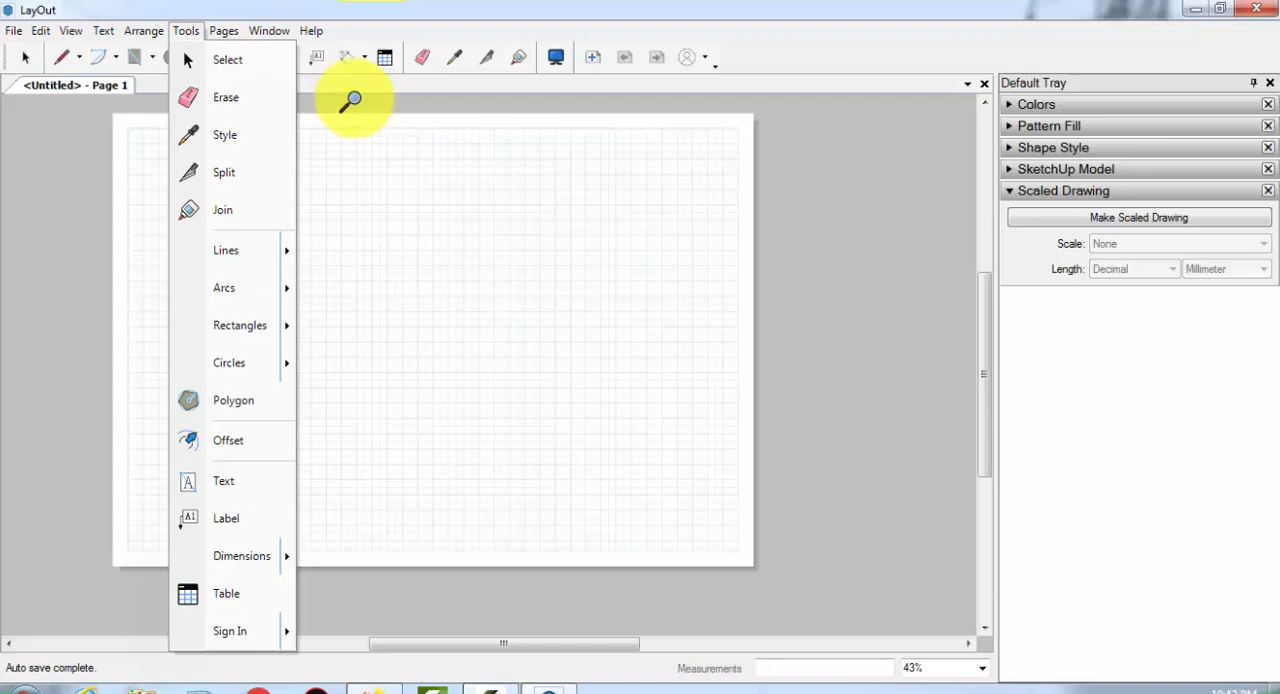 LayOut
File Edit View Text Arrange Tools Pages Window Help
<Untitled> - Page 1
Select
Erase
Style
Split
Join
Lines
Arcs
Rectangles
Circles
Polygon
Offset
Text
Label
Dimensions
Table
Sign In
Default Tray
Colors
Pattern Fill
Shape Style
SketchUp Model
Scaled Drawing
Make Scaled Drawing
Scale: None
Length: Decimal Millimeter
Auto save complete.
Measurements
43%